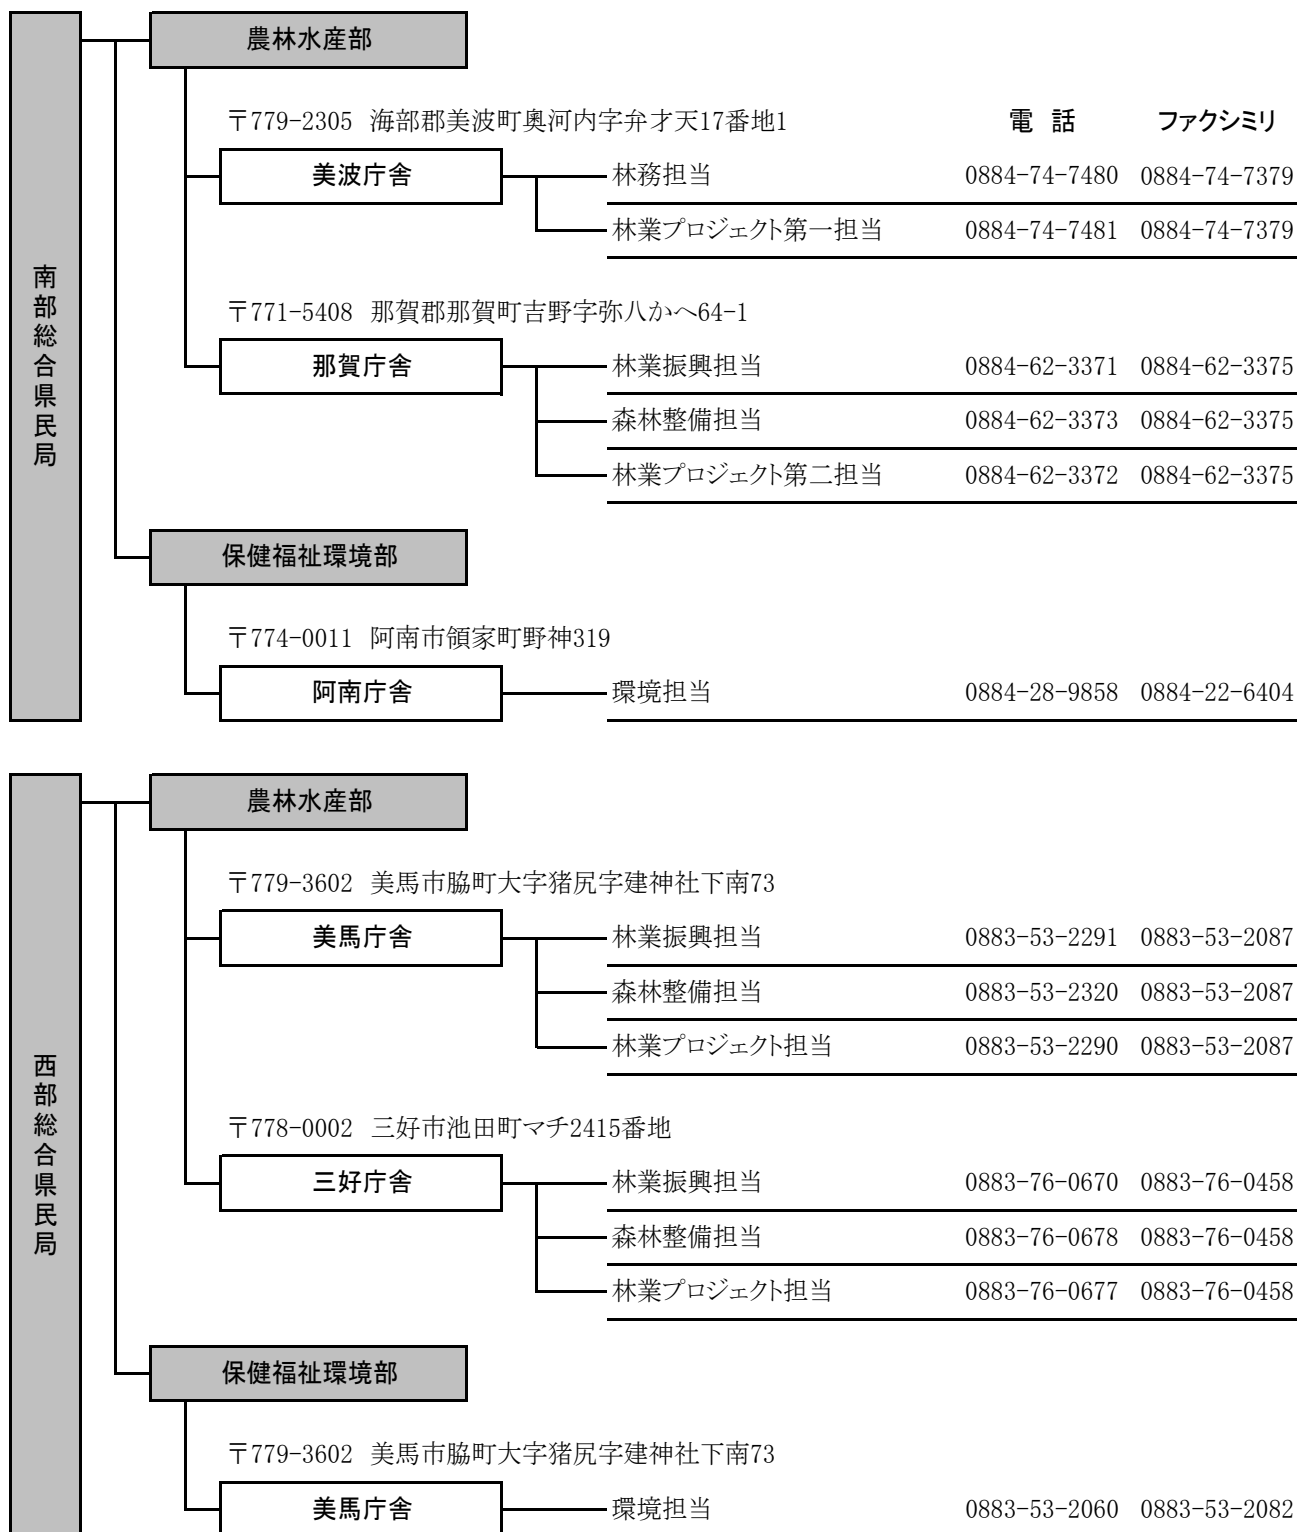 南部総合県民局
農林水産部
〒779-2305 海部郡美波町奥河内字弁才天17番地1 電 話 ファクシミリ
美波庁舎 林務担当 0884-74-7480 0884-74-7379
林業プロジェクト第一担当 0884-74-7481 0884-74-7379
〒771-5408 那賀郡那賀町吉野字弥八かへ64-1
那賀庁舎 林業振興担当 0884-62-3371 0884-62-3375
森林整備担当 0884-62-3373 0884-62-3375
林業プロジェクト第二担当 0884-62-3372 0884-62-3375
保健福祉環境部
〒774-0011 阿南市領家町野神319
阿南庁舎 環境担当 0884-28-9858 0884-22-6404
西部総合県民局
農林水産部
〒779-3602 美馬市脇町大字猪尻字建神社下南73
美馬庁舎 林業振興担当 0883-53-2291 0883-53-2087
森林整備担当 0883-53-2320 0883-53-2087
林業プロジェクト担当 0883-53-2290 0883-53-2087
〒778-0002 三好市池田町マチ2415番地
三好庁舎 林業振興担当 0883-76-0670 0883-76-0458
森林整備担当 0883-76-0678 0883-76-0458
林業プロジェクト担当 0883-76-0677 0883-76-0458
保健福祉環境部
〒779-3602 美馬市脇町大字猪尻字建神社下南73
美馬庁舎 環境担当 0883-53-2060 0883-53-2082